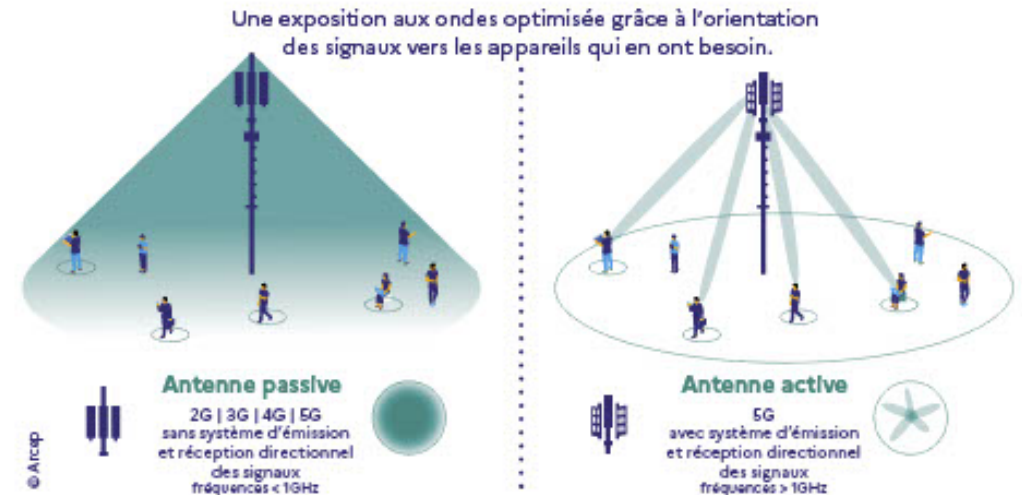 Une exposition aux ondes optimisée grâce à l'orientation
des signaux vers les appareils qui en ont besoin.
Antenne passive
2G | 3G | 4G | 5G
sans système d'émission
et réception directionnel
des signaux
fréquences < 1GHz
Antenne active
5G
avec système d'émission
et réception directionnel
des signaux
fréquences > 1GHz
© Arcep